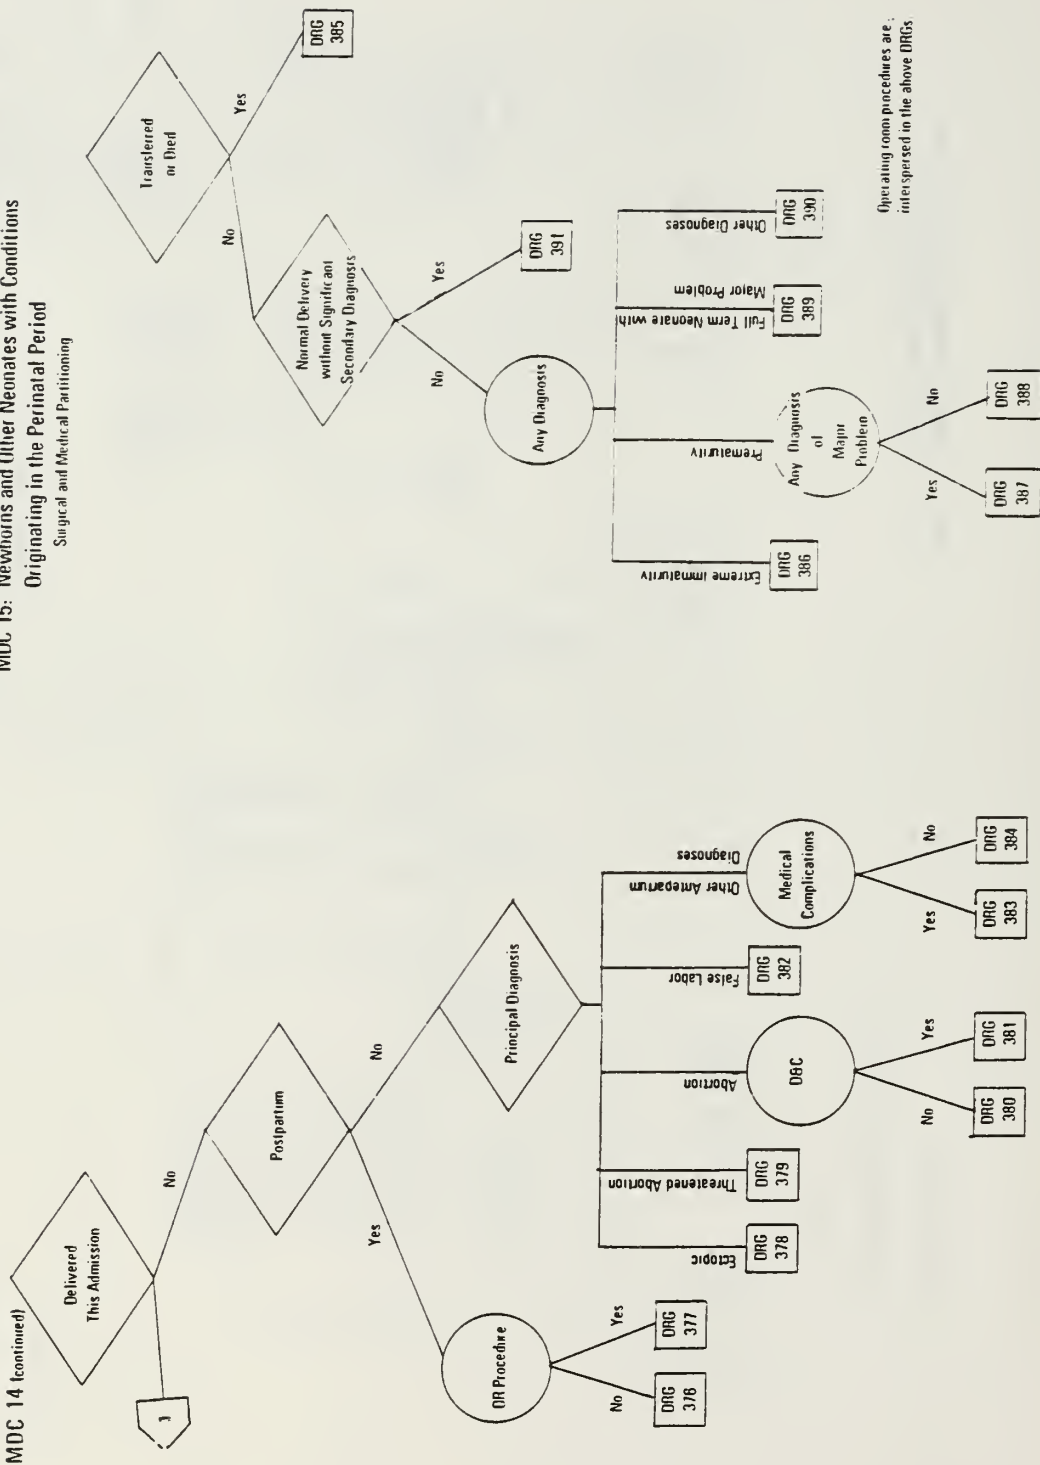 MDC 14 (continued)
1
Delivered
This Admission
No
Postpartum
Yes
No
OR Procedure
No
Yes
DRG
376
DRG
377
Principal Diagnosis
Ectopic
DRG
378
Threatened Abortion
DRG
379
Abortion
D&C
No
Yes
DRG
380
DRG
381
False Labor
DRG
382
Other Antepartum
Diagnoses
Medical
Complications
Yes
No
DRG
383
DRG
384
MDC 15: Newborns and Other Neonates with Conditions
Originating in the Perinatal Period
Surgical and Medical Partitioning
Transferred
or Died
No
Yes
DRG
385
Normal Delivery
without Significant
Secondary Diagnosis
No
Yes
DRG
391
Any Diagnosis
Extreme immaturity
DRG
386
Prematurity
Any Diagnosis
of
Major
Problem
Yes
No
DRG
387
DRG
388
Full Term Neonate with
Major Problem
DRG
389
Other Diagnoses
DRG
390
Operating room procedures are
interspersed in the above DRGs